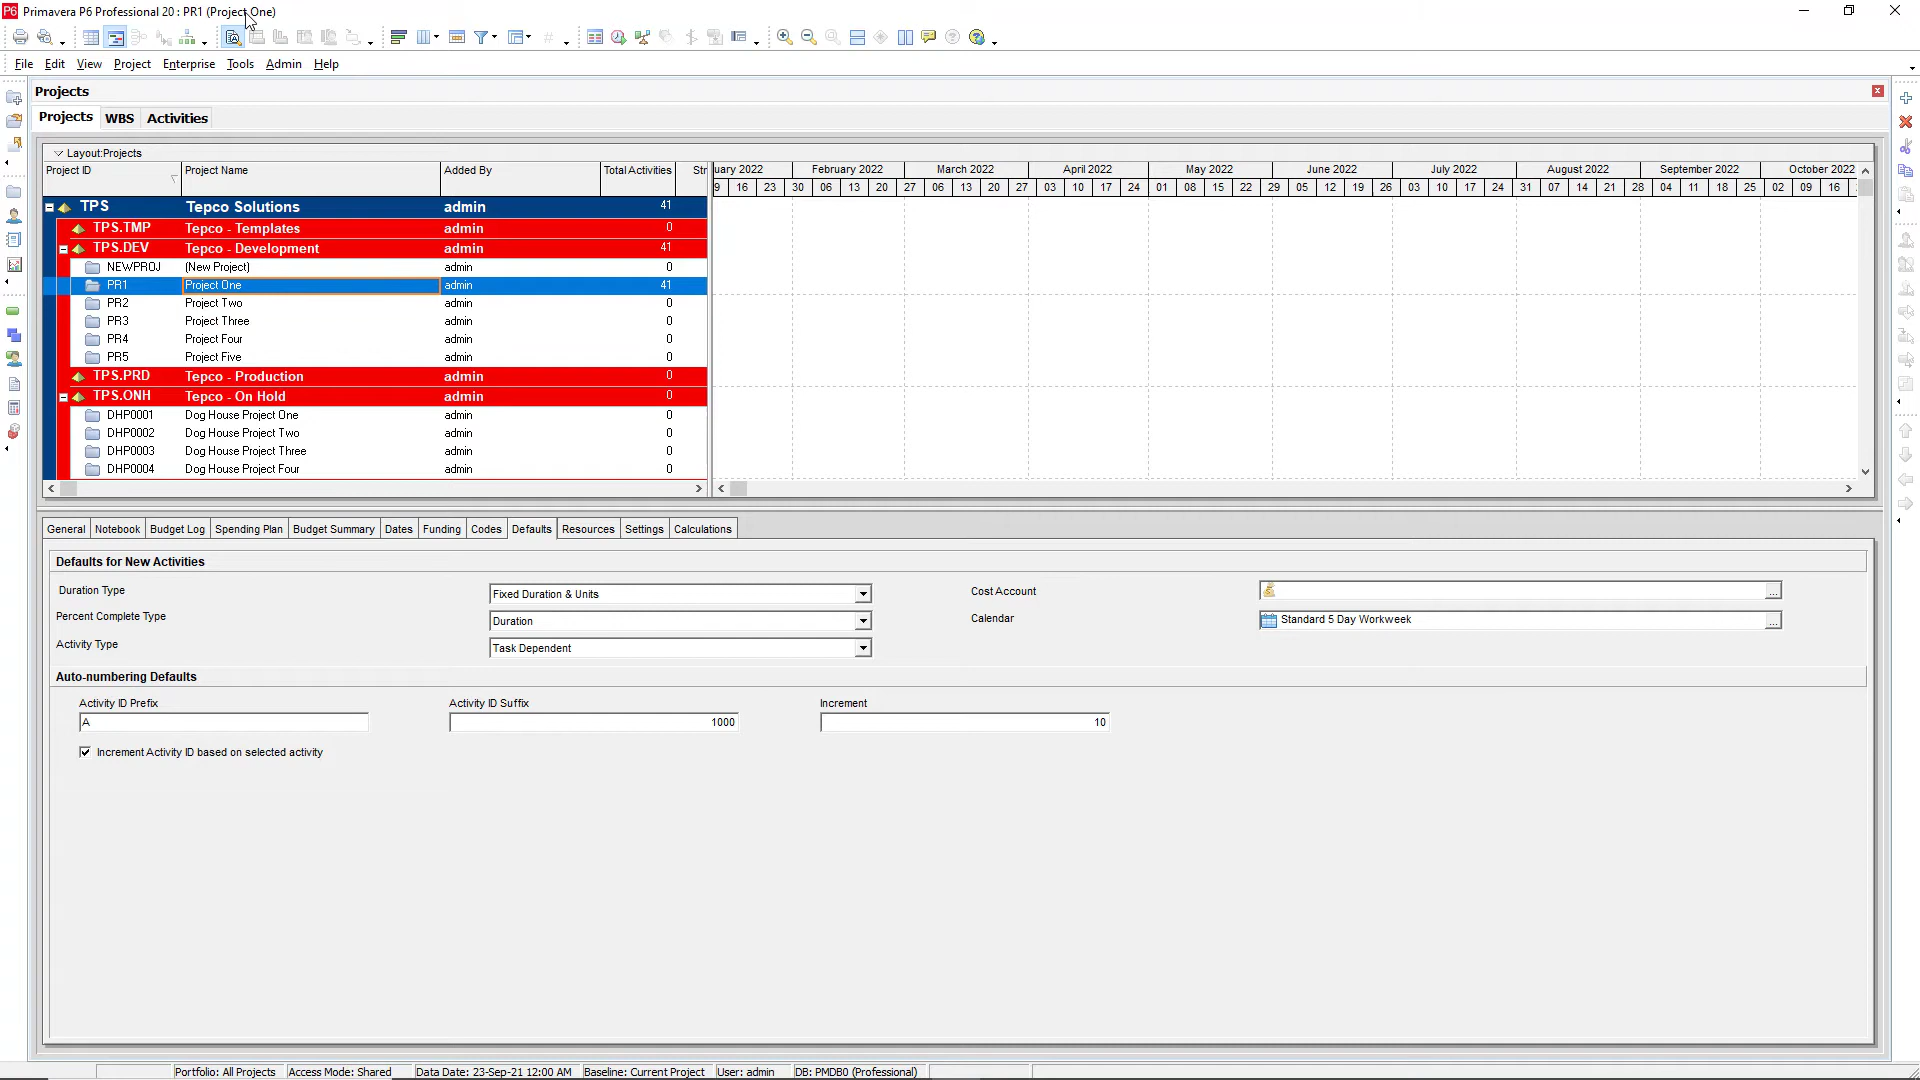 P6 Primavera P6 Professional 20 : PR1 (Project One)
File Edit View Project Enterprise Tools Admin Help
Projects
Projects WBS Activities
Layout:Projects
Project ID Project Name Added By Total Activities Str
uary 2022 February 2022 March 2022 April 2022 May 2022 June 2022 July 2022 August 2022 September 2022 October 2022
9 16 23 30 06 13 20 27 06 13 20 27 03 10 17 24 01 08 15 22 29 05 12 19 26 03 10 17 24 31 07 14 21 28 04 11 18 25 02 09 16
TPS Tepco Solutions admin 41
TPS.TMP Tepco - Templates admin 0
TPS.DEV Tepco - Development admin 41
NEWPROJ (New Project) admin 0
PR1 Project One admin 41
PR2 Project Two admin 0
PR3 Project Three admin 0
PR4 Project Four admin 0
PR5 Project Five admin 0
TPS.PRD Tepco - Production admin 0
TPS.ONH Tepco - On Hold admin 0
DHP0001 Dog House Project One admin 0
DHP0002 Dog House Project Two admin 0
DHP0003 Dog House Project Three admin 0
DHP0004 Dog House Project Four admin 0
General Notebook Budget Log Spending Plan Budget Summary Dates Funding Codes Defaults Resources Settings Calculations
Defaults for New Activities
Duration Type Fixed Duration & Units Cost Account ...
Percent Complete Type Duration Calendar Standard 5 Day Workweek ...
Activity Type Task Dependent
Auto-numbering Defaults
Activity ID Prefix Activity ID Suffix Increment
A 1000 10
Increment Activity ID based on selected activity
Portfolio: All Projects Access Mode: Shared Data Date: 23-Sep-21 12:00 AM Baseline: Current Project User: admin DB: PMDB0 (Professional)